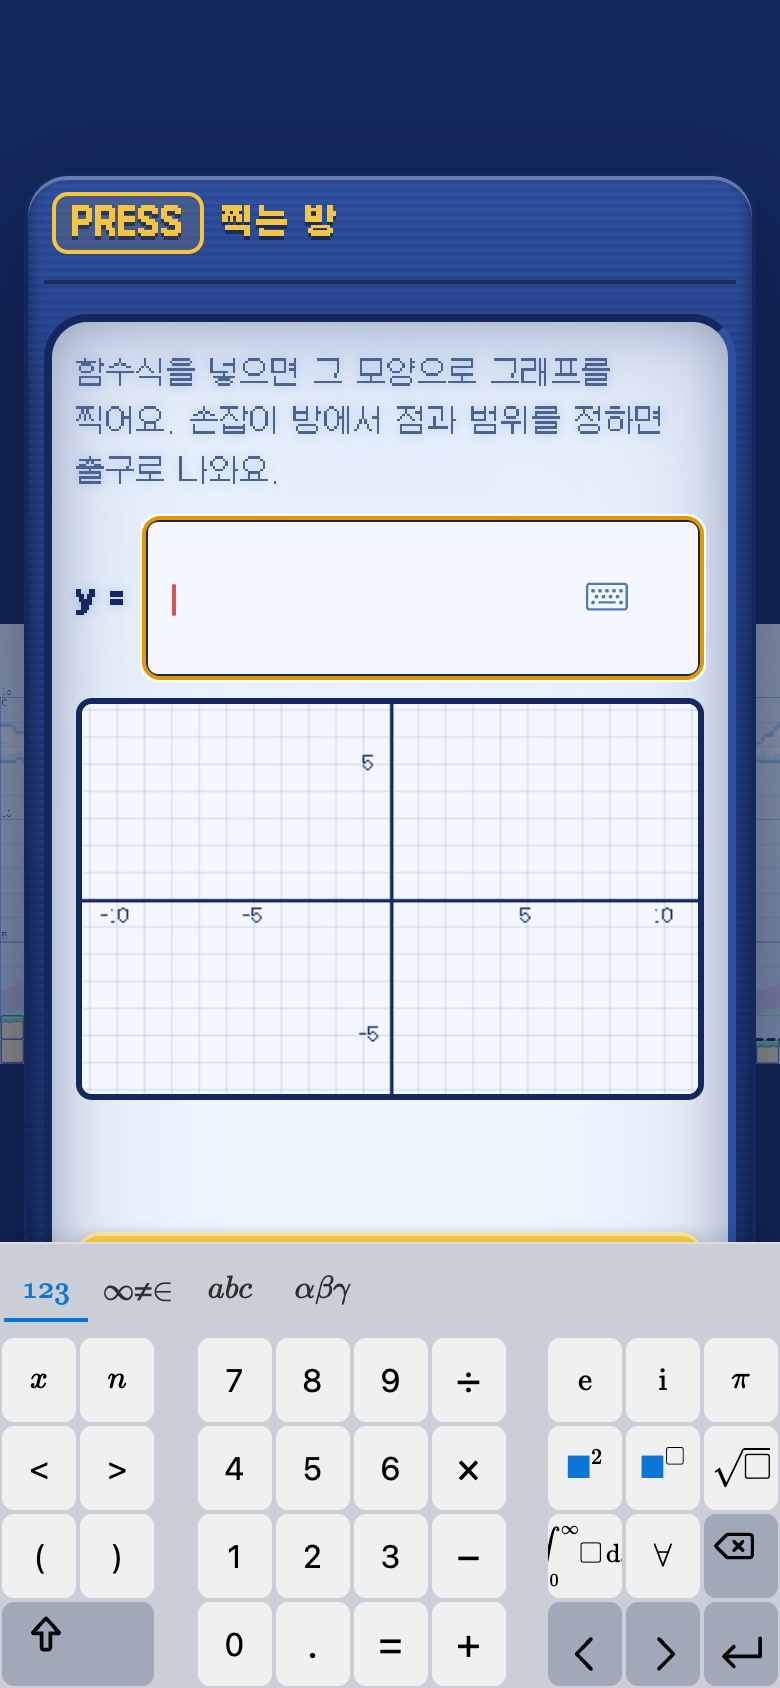 PRESS 찍는 방
함수식을 넣으면 그 모양으로 그래프를
찍어요. 손잡이 방에서 점과 범위를 정하면
출구로 나와요.
y =
5
-10 -5 5 10
-5
123 ∞≠∈ abc αβγ
x n 7 8 9 ÷ e i π
< > 4 5 6 × ■² ■□ √□
( ) 1 2 3 − ∫₀^∞ □ d ∀
0 . = +